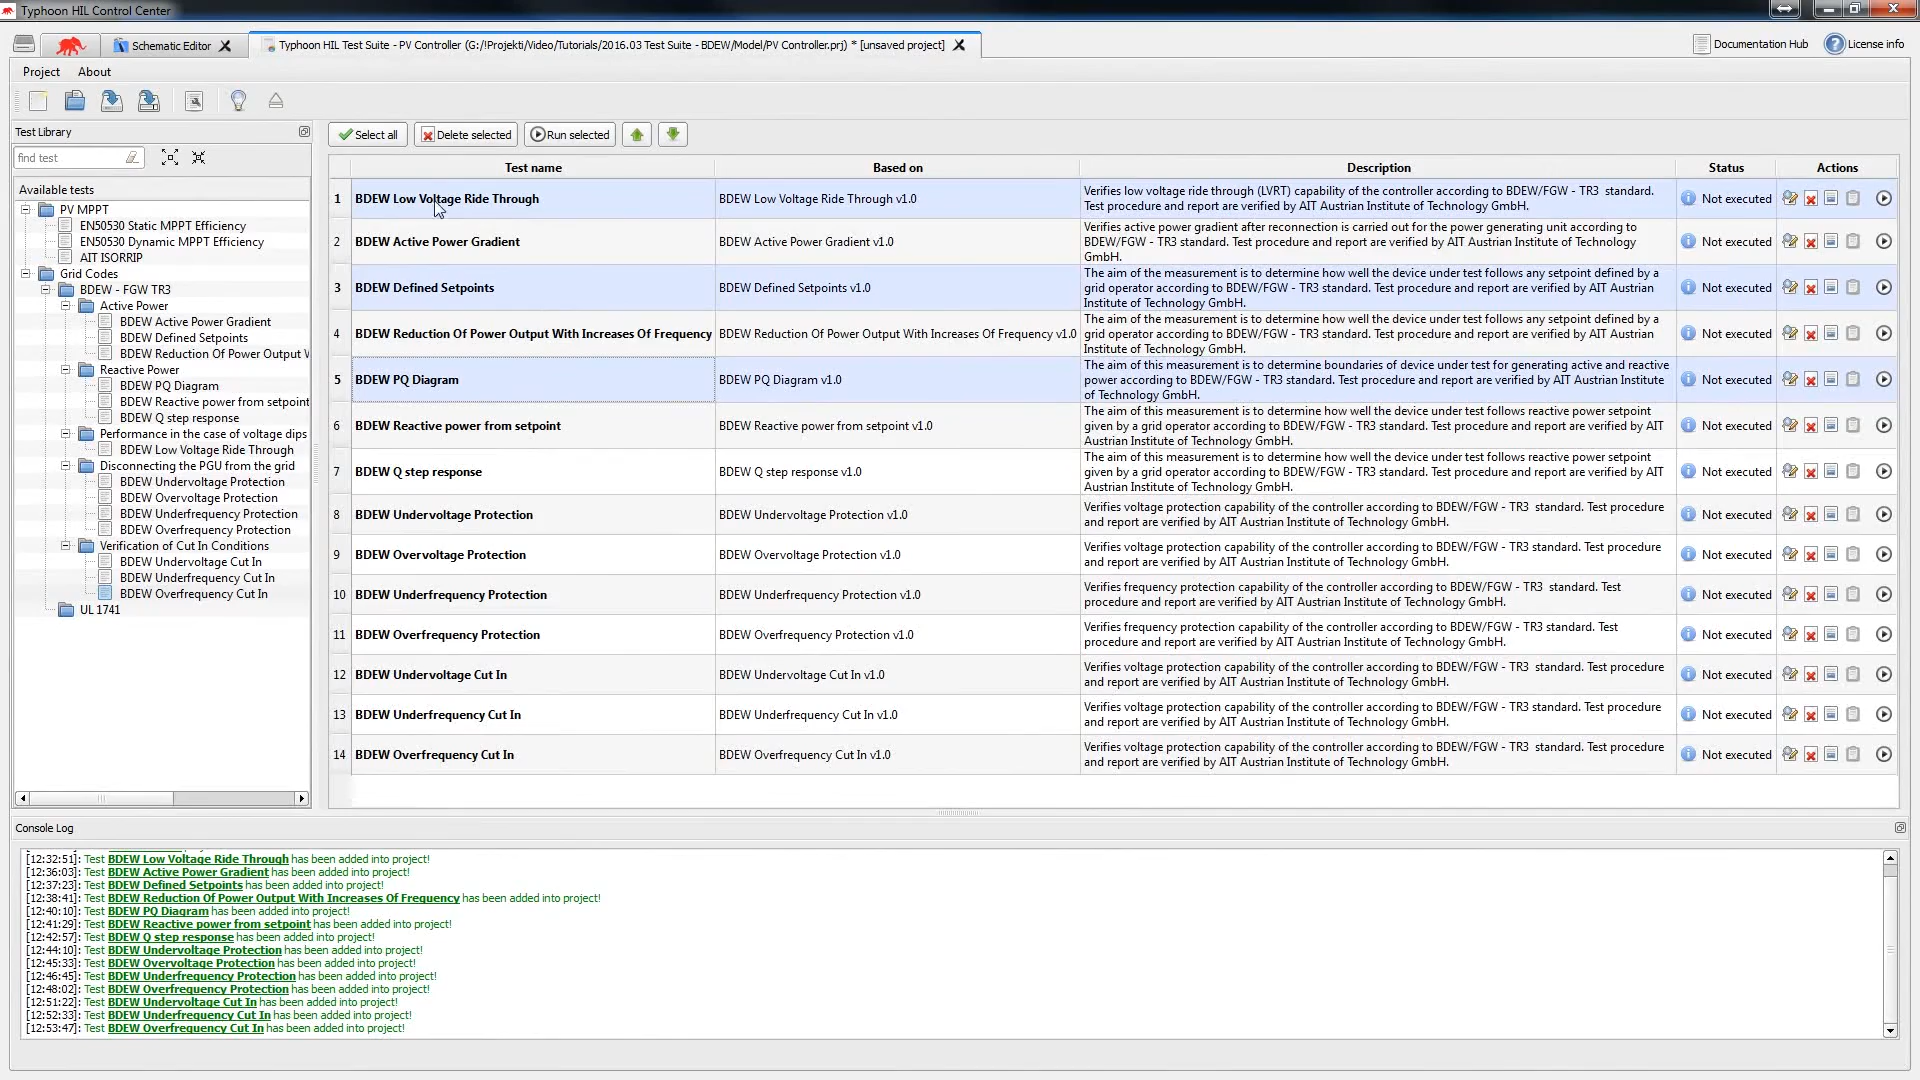 Typhoon HIL Control Center
Schematic Editor
Typhoon HIL Test Suite - PV Controller (G:/!Projekti/Video/Tutorials/2016.03 Test Suite - BDEW/Model/PV Controller.prj) * [unsaved project]
Documentation Hub
License info
Project About
Test Library
find test
Available tests
PV MPPT
EN50530 Static MPPT Efficiency
EN50530 Dynamic MPPT Efficiency
AIT ISORRIP
Grid Codes
BDEW - FGW TR3
Active Power
BDEW Active Power Gradient
BDEW Defined Setpoints
BDEW Reduction Of Power Output W
Reactive Power
BDEW PQ Diagram
BDEW Reactive power from setpoint
BDEW Q step response
Performance in the case of voltage dips
BDEW Low Voltage Ride Through
Disconnecting the PGU from the grid
BDEW Undervoltage Protection
BDEW Overvoltage Protection
BDEW Underfrequency Protection
BDEW Overfrequency Protection
Verification of Cut In Conditions
BDEW Undervoltage Cut In
BDEW Underfrequency Cut In
BDEW Overfrequency Cut In
UL 1741
Select all Delete selected Run selected
Test name Based on Description Status Actions
1 BDEW Low Voltage Ride Through BDEW Low Voltage Ride Through v1.0 Verifies low voltage ride through (LVRT) capability of the controller according to BDEW/FGW - TR3 standard.
Test procedure and report are verified by AIT Austrian Institute of Technology GmbH. Not executed
2 BDEW Active Power Gradient BDEW Active Power Gradient v1.0 Verifies active power gradient after reconnection is carried out for the power generating unit according to
BDEW/FGW - TR3 standard. Test procedure and report are verified by AIT Austrian Institute of Technology
GmbH. Not executed
3 BDEW Defined Setpoints BDEW Defined Setpoints v1.0 The aim of the measurement is to determine how well the device under test follows any setpoint defined by a
grid operator according to BDEW/FGW - TR3 standard. Test procedure and report are verified by AIT Austrian
Institute of Technology GmbH. Not executed
4 BDEW Reduction Of Power Output With Increases Of Frequency BDEW Reduction Of Power Output With Increases Of Frequency v1.0 The aim of the measurement is to determine how well the device under test follows any setpoint defined by a
grid operator according to BDEW/FGW - TR3 standard. Test procedure and report are verified by AIT Austrian
Institute of Technology GmbH. Not executed
5 BDEW PQ Diagram BDEW PQ Diagram v1.0 The aim of this measurement is to determine boundaries of device under test for generating active and reactive
power according to BDEW/FGW - TR3 standard. Test procedure and report are verified by AIT Austrian Institute
of Technology GmbH. Not executed
6 BDEW Reactive power from setpoint BDEW Reactive power from setpoint v1.0 The aim of this measurement is to determine how well the device under test follows reactive power setpoint
given by a grid operator according to BDEW/FGW - TR3 standard. Test procedure and report are verified by AIT
Austrian Institute of Technology GmbH. Not executed
7 BDEW Q step response BDEW Q step response v1.0 The aim of this measurement is to determine how well the device under test follows reactive power setpoint
given by a grid operator according to BDEW/FGW - TR3 standard. Test procedure and report are verified by AIT
Austrian Institute of Technology GmbH. Not executed
8 BDEW Undervoltage Protection BDEW Undervoltage Protection v1.0 Verifies voltage protection capability of the controller according to BDEW/FGW - TR3 standard. Test procedure
and report are verified by AIT Austrian Institute of Technology GmbH. Not executed
9 BDEW Overvoltage Protection BDEW Overvoltage Protection v1.0 Verifies voltage protection capability of the controller according to BDEW/FGW - TR3 standard. Test procedure
and report are verified by AIT Austrian Institute of Technology GmbH. Not executed
10 BDEW Underfrequency Protection BDEW Underfrequency Protection v1.0 Verifies frequency protection capability of the controller according to BDEW/FGW - TR3 standard. Test
procedure and report are verified by AIT Austrian Institute of Technology GmbH. Not executed
11 BDEW Overfrequency Protection BDEW Overfrequency Protection v1.0 Verifies frequency protection capability of the controller according to BDEW/FGW - TR3 standard. Test
procedure and report are verified by AIT Austrian Institute of Technology GmbH. Not executed
12 BDEW Undervoltage Cut In BDEW Undervoltage Cut In v1.0 Verifies voltage protection capability of the controller according to BDEW/FGW - TR3 standard. Test procedure
and report are verified by AIT Austrian Institute of Technology GmbH. Not executed
13 BDEW Underfrequency Cut In BDEW Underfrequency Cut In v1.0 Verifies voltage protection capability of the controller according to BDEW/FGW - TR3 standard. Test procedure
and report are verified by AIT Austrian Institute of Technology GmbH. Not executed
14 BDEW Overfrequency Cut In BDEW Overfrequency Cut In v1.0 Verifies voltage protection capability of the controller according to BDEW/FGW - TR3 standard. Test procedure
and report are verified by AIT Austrian Institute of Technology GmbH. Not executed
Console Log
[12:32:51]: Test BDEW Low Voltage Ride Through has been added into project!
[12:36:03]: Test BDEW Active Power Gradient has been added into project!
[12:37:23]: Test BDEW Defined Setpoints has been added into project!
[12:38:41]: Test BDEW Reduction Of Power Output With Increases Of Frequency has been added into project!
[12:40:10]: Test BDEW PQ Diagram has been added into project!
[12:41:29]: Test BDEW Reactive power from setpoint has been added into project!
[12:42:57]: Test BDEW Q step response has been added into project!
[12:44:10]: Test BDEW Undervoltage Protection has been added into project!
[12:45:33]: Test BDEW Overvoltage Protection has been added into project!
[12:46:45]: Test BDEW Underfrequency Protection has been added into project!
[12:48:02]: Test BDEW Overfrequency Protection has been added into project!
[12:51:22]: Test BDEW Undervoltage Cut In has been added into project!
[12:52:33]: Test BDEW Underfrequency Cut In has been added into project!
[12:53:47]: Test BDEW Overfrequency Cut In has been added into project!